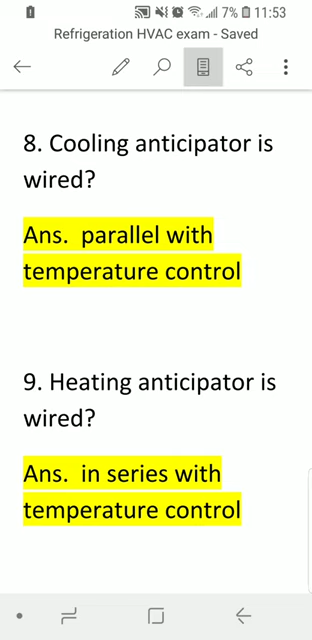 7% 11:53
Refrigeration HVAC exam - Saved
8. Cooling anticipator is
wired?
Ans. parallel with
temperature control
9. Heating anticipator is
wired?
Ans. in series with
temperature control